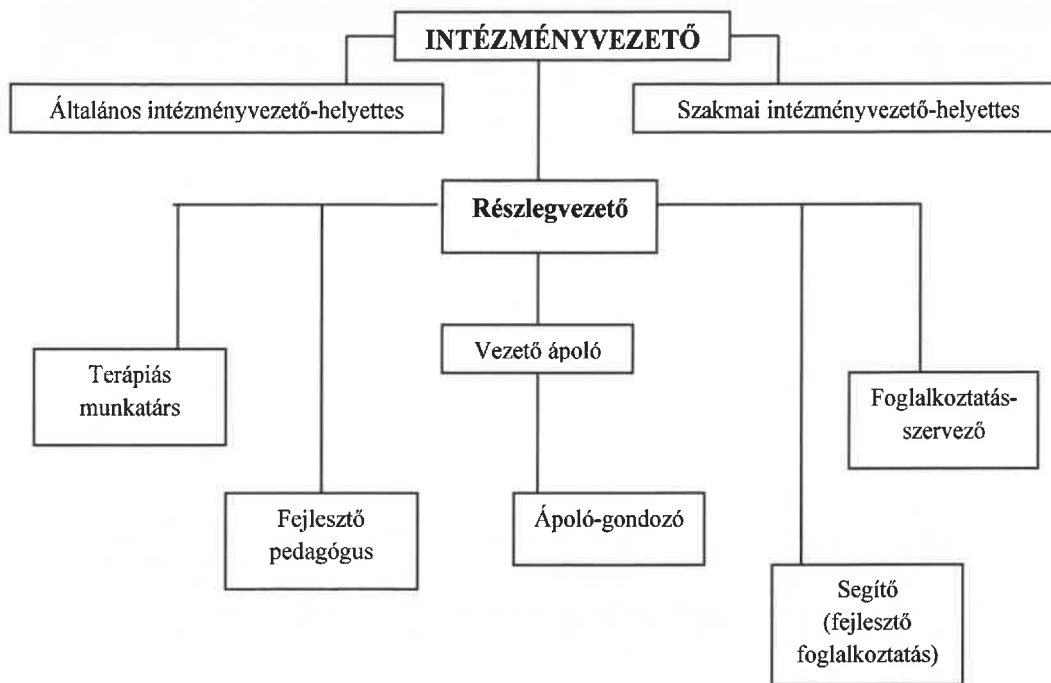 INTÉZMÉNYVEZETŐ
Általános intézményvezető-helyettes
Szakmai intézményvezető-helyettes
Részlegvezető
Vezető ápoló
Terápiás
munkatárs
Foglalkoztatás-
szervező
Fejlesztő
pedagógus
Ápoló-gondozó
Segítő
(fejlesztő
foglalkoztatás)